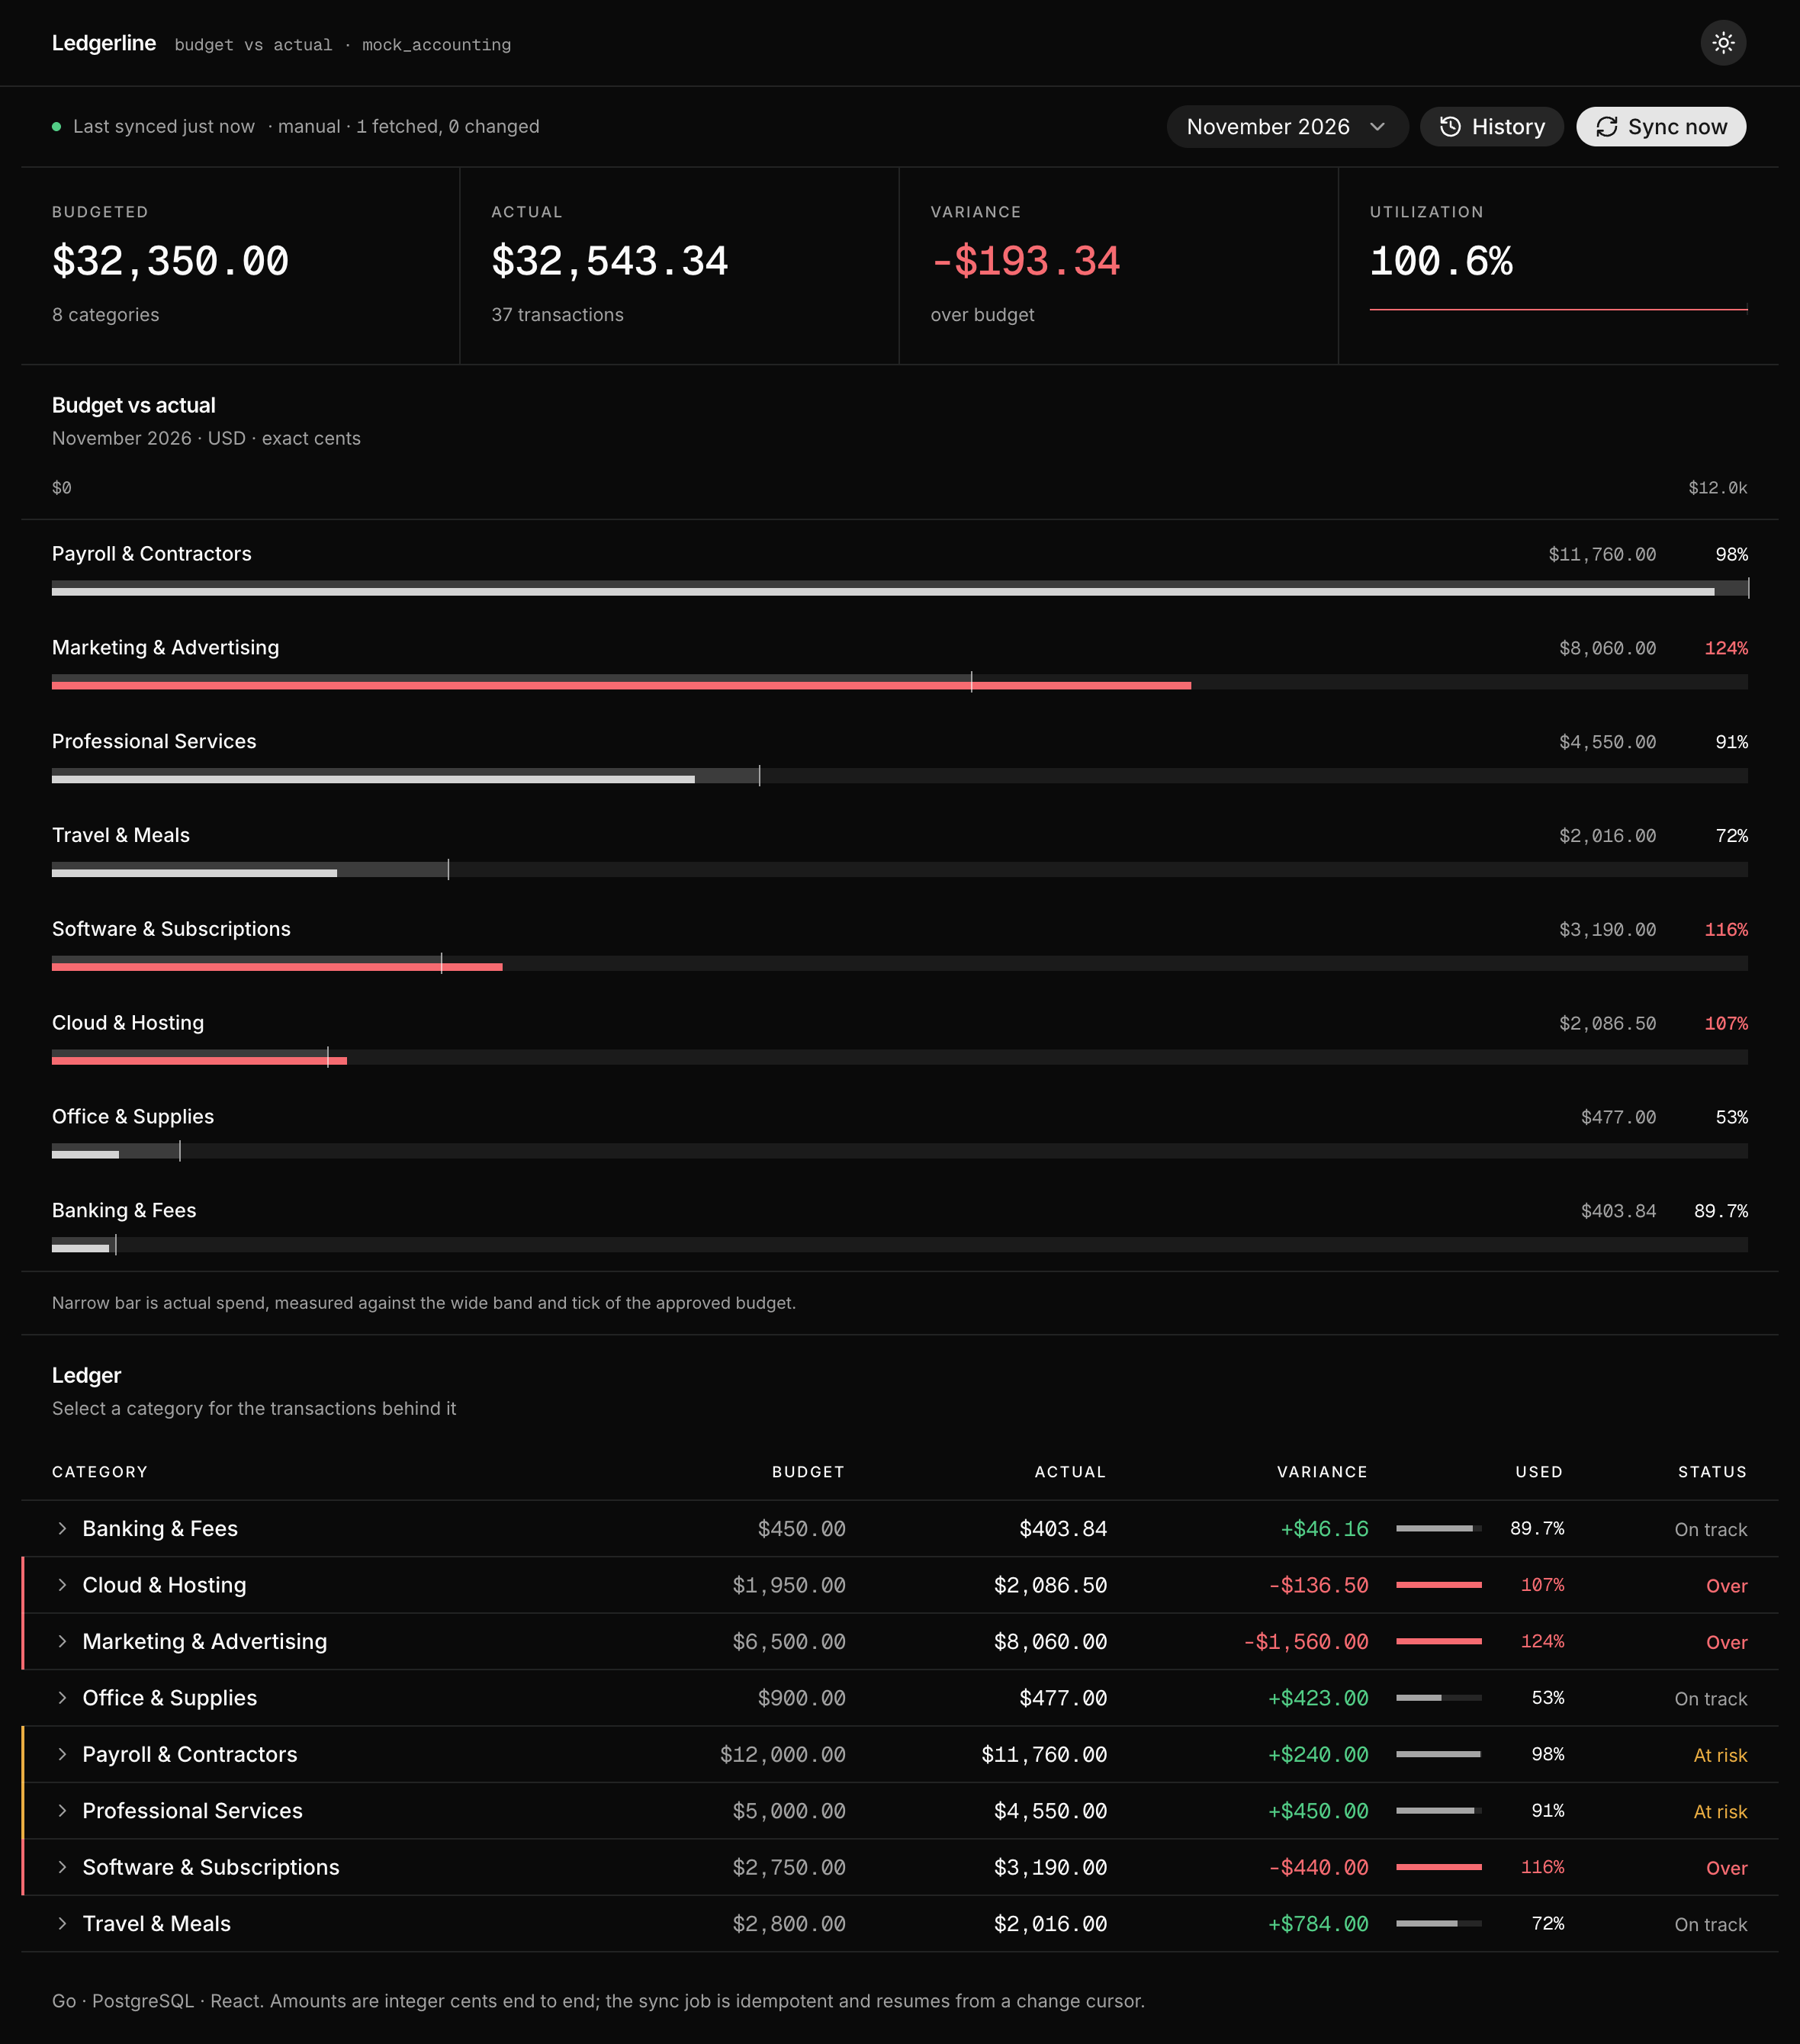 Ledgerline budget vs actual · mock_accounting
Last synced just now · manual · 1 fetched, 0 changed
November 2026 History Sync now
BUDGETED
$32,350.00
8 categories
ACTUAL
$32,543.34
37 transactions
VARIANCE
-$193.34
over budget
UTILIZATION
100.6%
Budget vs actual
November 2026 · USD · exact cents
$0 $12.0k
Payroll & Contractors $11,760.00 98%
Marketing & Advertising $8,060.00 124%
Professional Services $4,550.00 91%
Travel & Meals $2,016.00 72%
Software & Subscriptions $3,190.00 116%
Cloud & Hosting $2,086.50 107%
Office & Supplies $477.00 53%
Banking & Fees $403.84 89.7%
Narrow bar is actual spend, measured against the wide band and tick of the approved budget.
Ledger
Select a category for the transactions behind it
CATEGORY BUDGET ACTUAL VARIANCE USED STATUS
Banking & Fees $450.00 $403.84 +$46.16 89.7% On track
Cloud & Hosting $1,950.00 $2,086.50 -$136.50 107% Over
Marketing & Advertising $6,500.00 $8,060.00 -$1,560.00 124% Over
Office & Supplies $900.00 $477.00 +$423.00 53% On track
Payroll & Contractors $12,000.00 $11,760.00 +$240.00 98% At risk
Professional Services $5,000.00 $4,550.00 +$450.00 91% At risk
Software & Subscriptions $2,750.00 $3,190.00 -$440.00 116% Over
Travel & Meals $2,800.00 $2,016.00 +$784.00 72% On track
Go · PostgreSQL · React. Amounts are integer cents end to end; the sync job is idempotent and resumes from a change cursor.